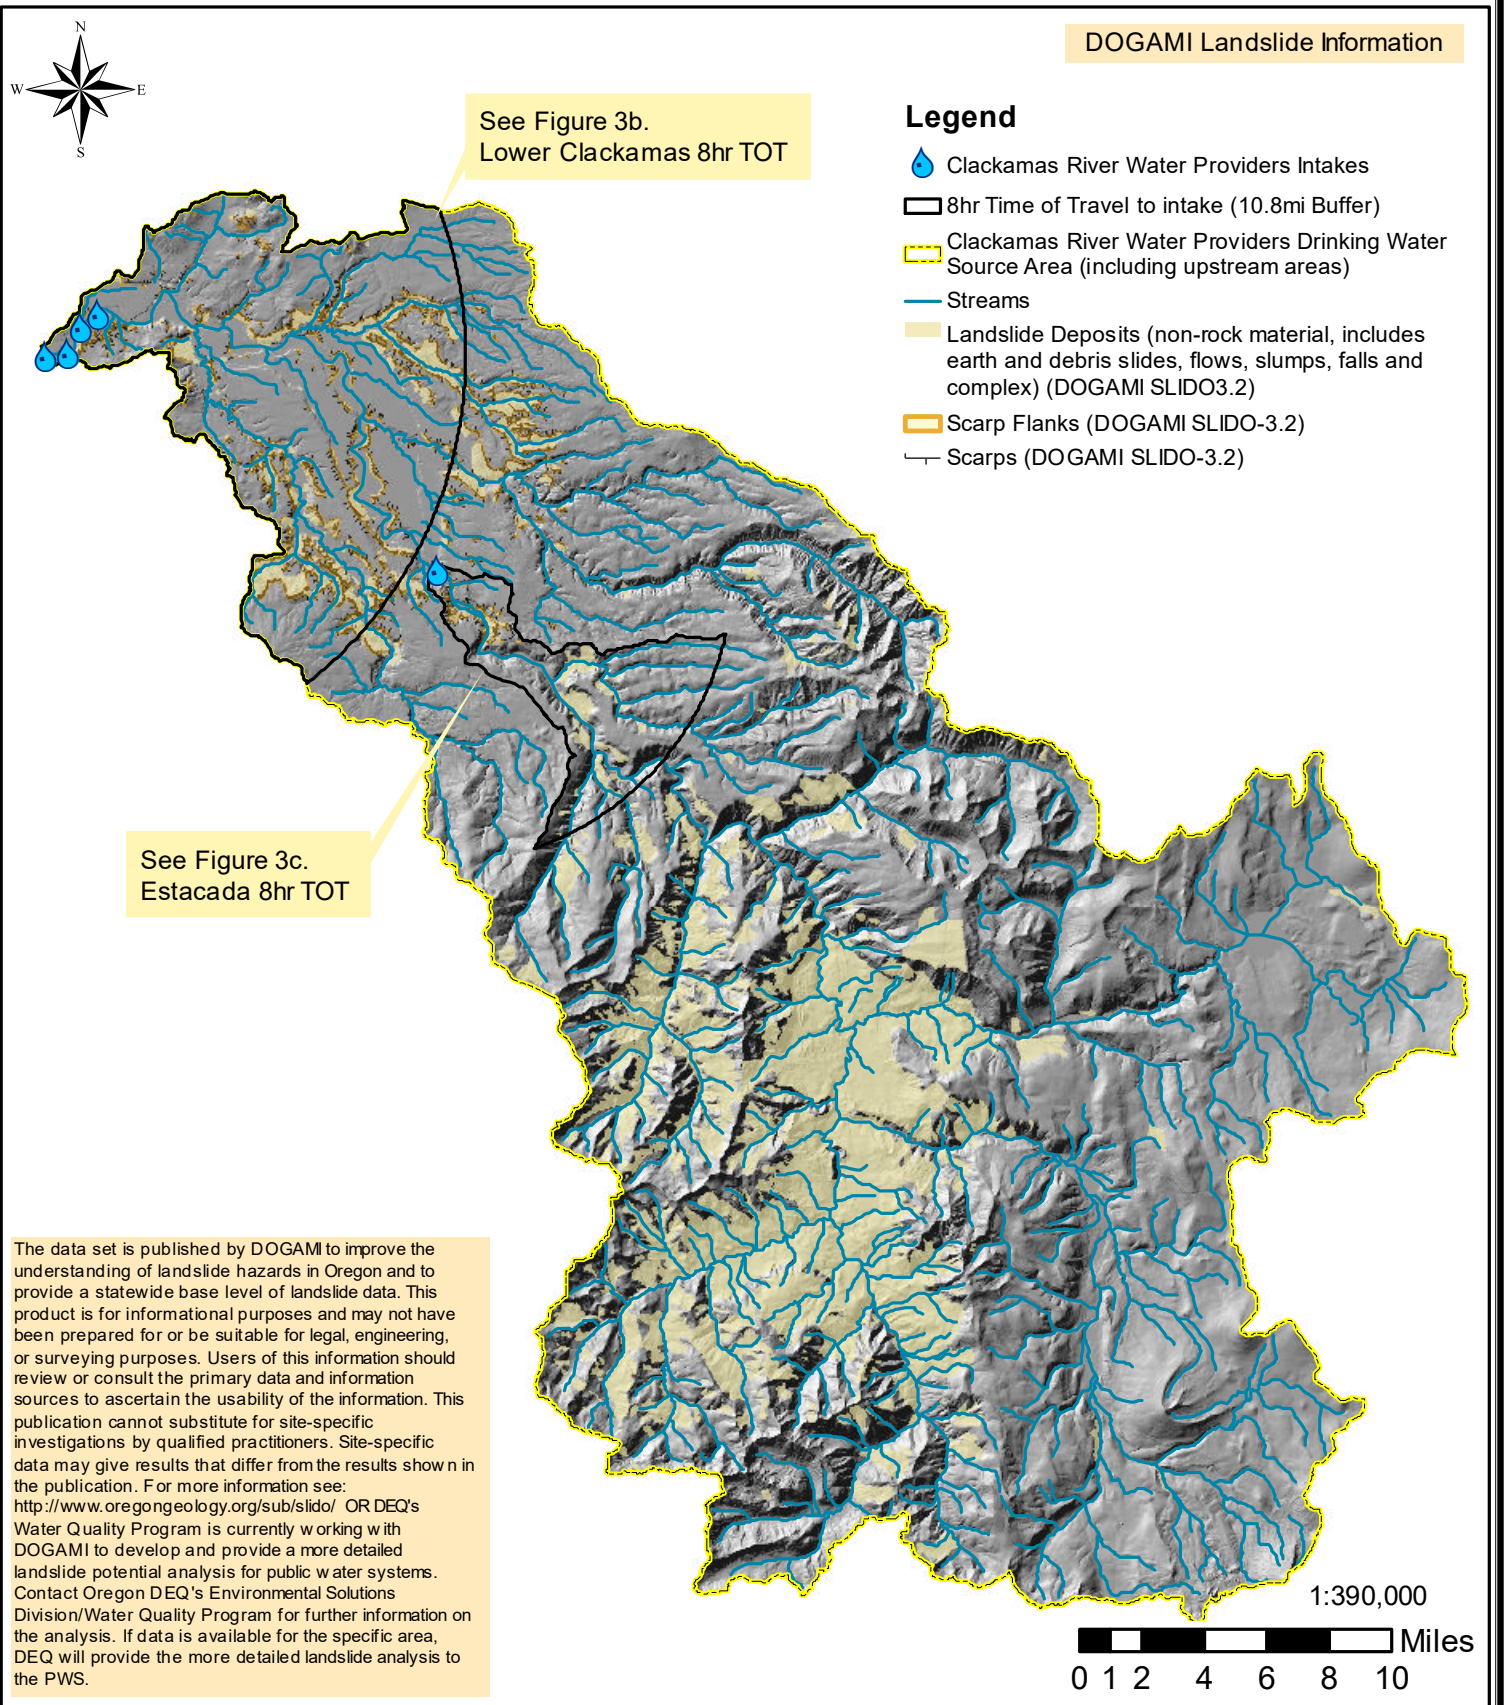 N
W
E
S
DOGAMI Landslide Information
See Figure 3b.
Lower Clackamas 8hr TOT
Legend
Clackamas River Water Providers Intakes
8hr Time of Travel to intake (10.8mi Buffer)
Clackamas River Water Providers Drinking Water
Source Area (including upstream areas)
Streams
Landslide Deposits (non-rock material, includes
earth and debris slides, flows, slumps, falls and
complex) (DOGAMI SLIDO3.2)
Scarp Flanks (DOGAMI SLIDO-3.2)
Scarps (DOGAMI SLIDO-3.2)
See Figure 3c.
Estacada 8hr TOT
The data set is published by DOGAMI to improve the
understanding of landslide hazards in Oregon and to
provide a statewide base level of landslide data. This
product is for informational purposes and may not have
been prepared for or be suitable for legal, engineering,
or surveying purposes. Users of this information should
review or consult the primary data and information
sources to ascertain the usability of the information. This
publication cannot substitute for site-specific
investigations by qualified practitioners. Site-specific
data may give results that differ from the results shown in
the publication. For more information see:
http://www.oregongeology.org/sub/slido/ OR DEQ's
Water Quality Program is currently working with
DOGAMI to develop and provide a more detailed
landslide potential analysis for public water systems.
Contact Oregon DEQ's Environmental Solutions
Division/Water Quality Program for further information on
the analysis. If data is available for the specific area,
DEQ will provide the more detailed landslide analysis to
the PWS.
1:390,000
Miles
0 1 2 4 6 8 10